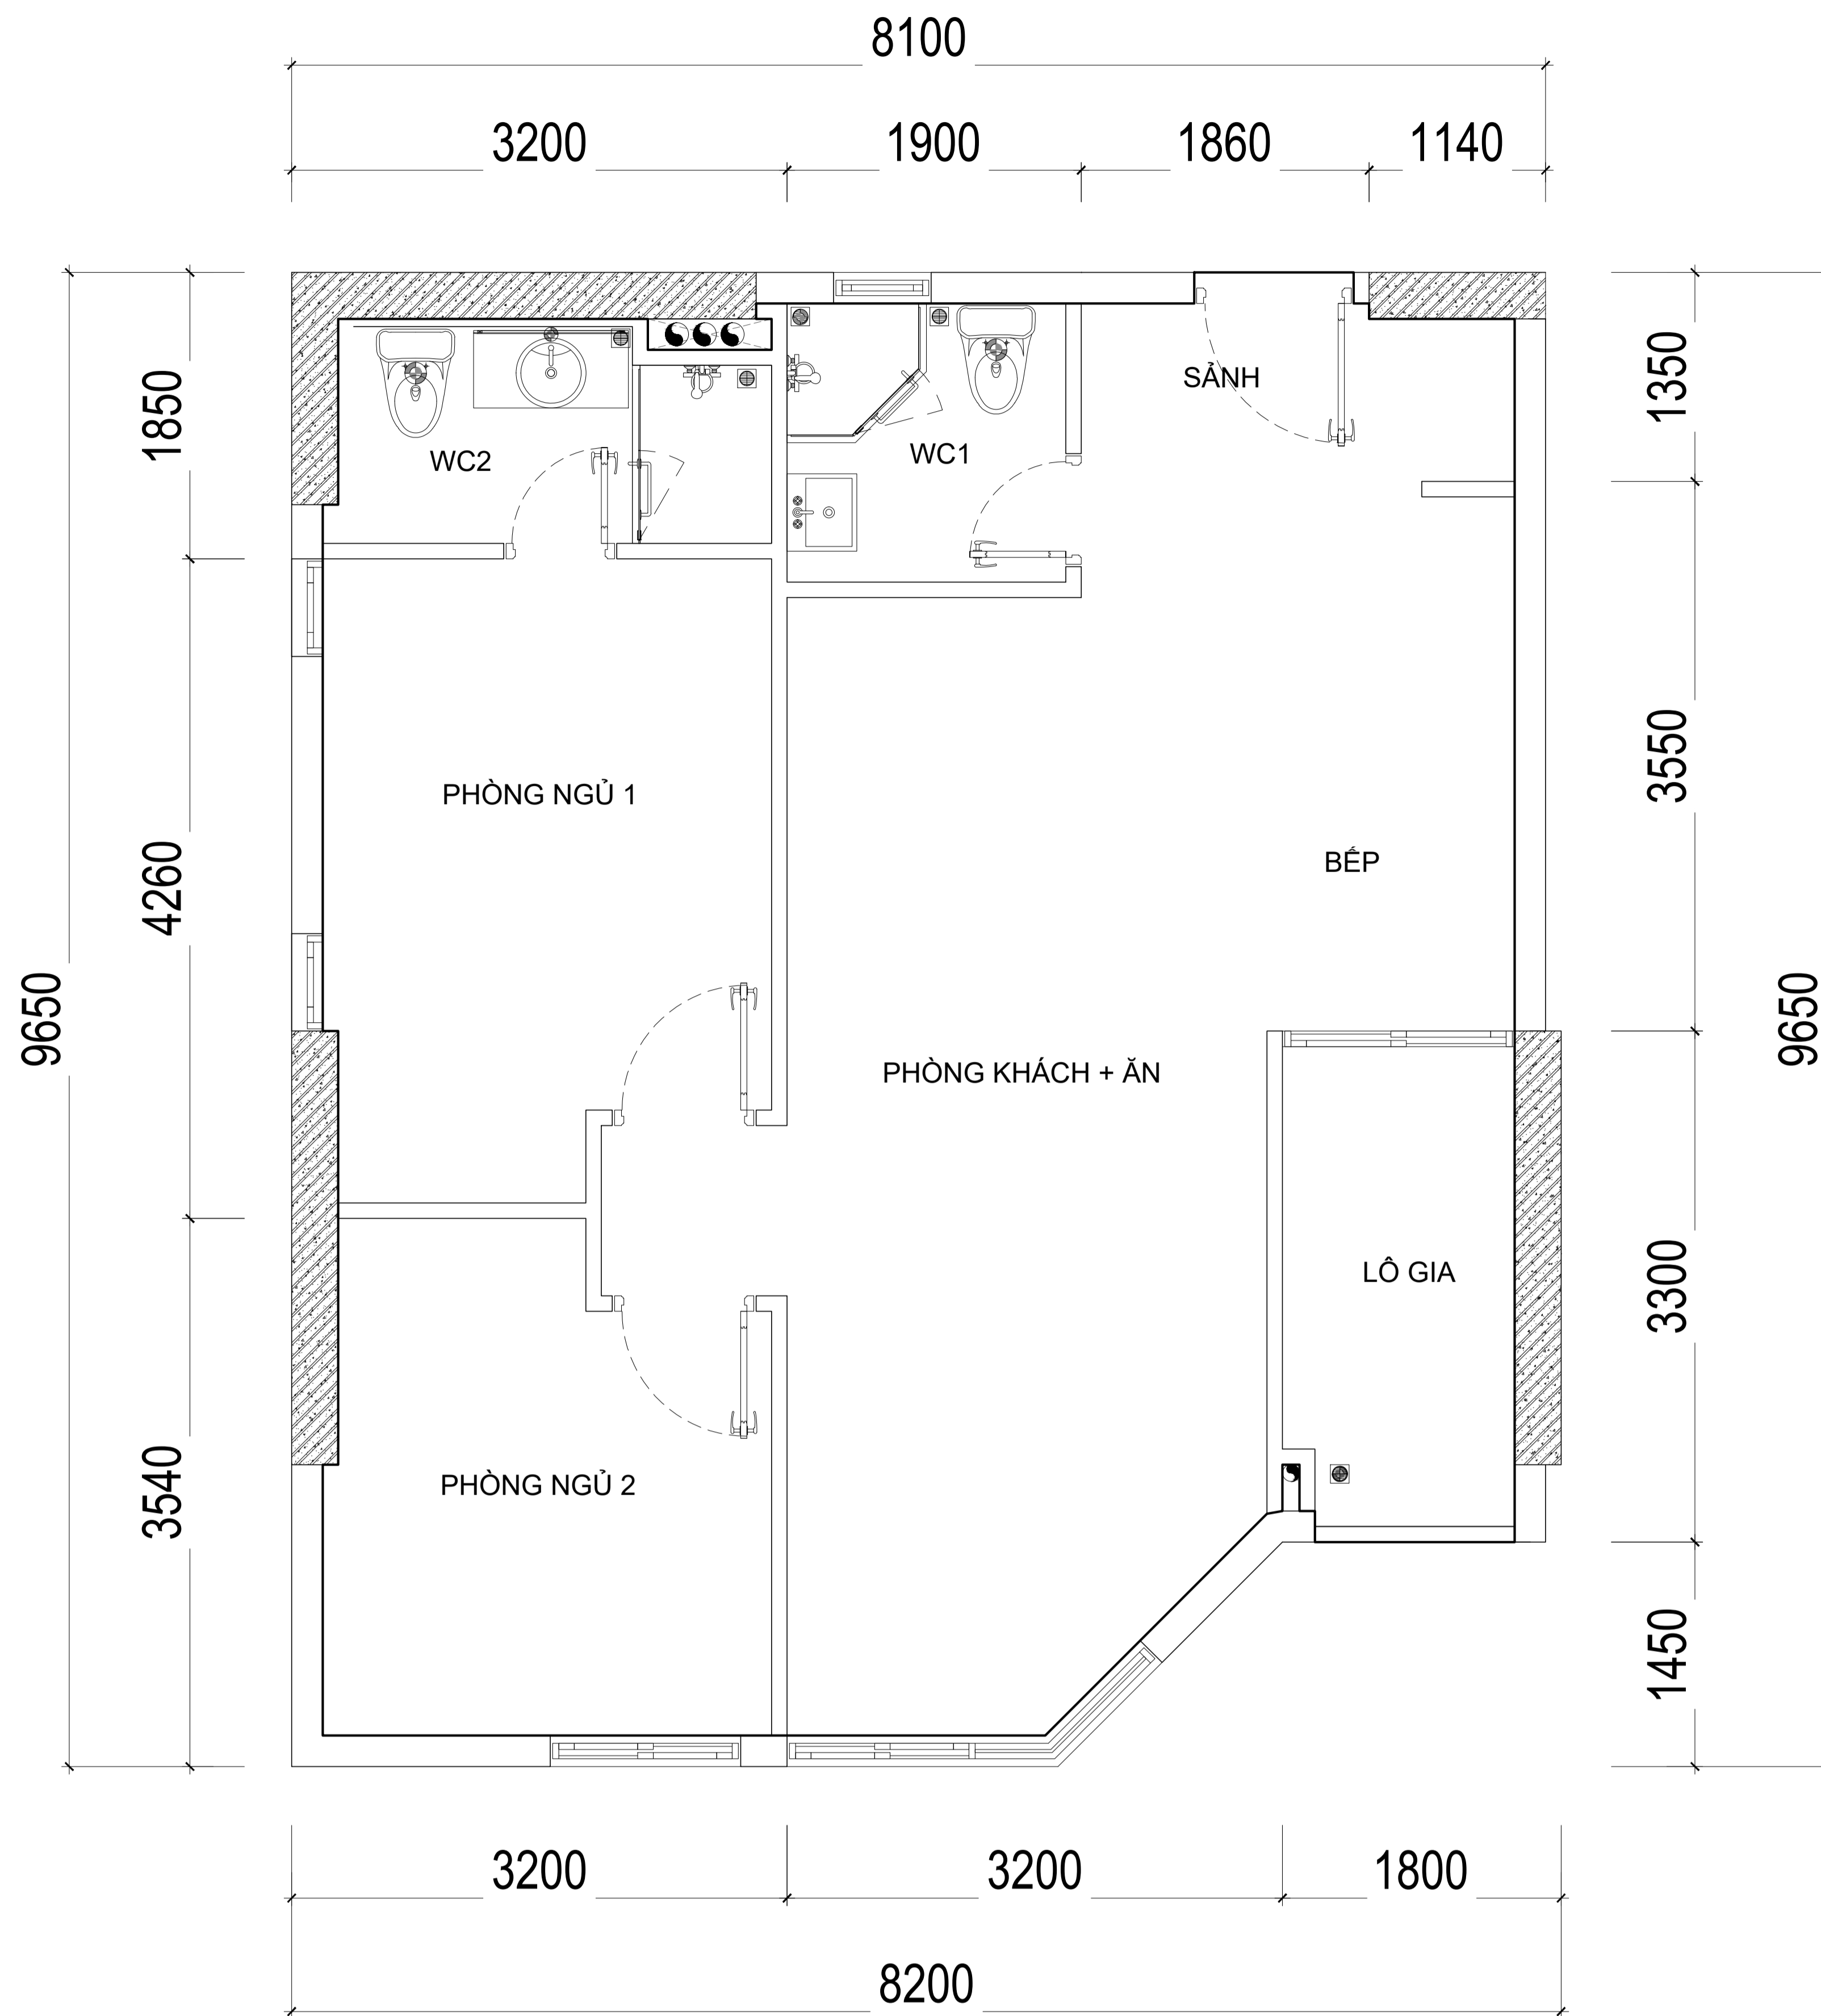 8100
3200 1900 1860 1140
1850
4260
3540
9650
1350
3550
3300
1450
9650
SẢNH
WC2
WC1
PHÒNG NGỦ 1
BẾP
PHÒNG KHÁCH + ĂN
LÔ GIA
PHÒNG NGỦ 2
3200 3200 1800
8200